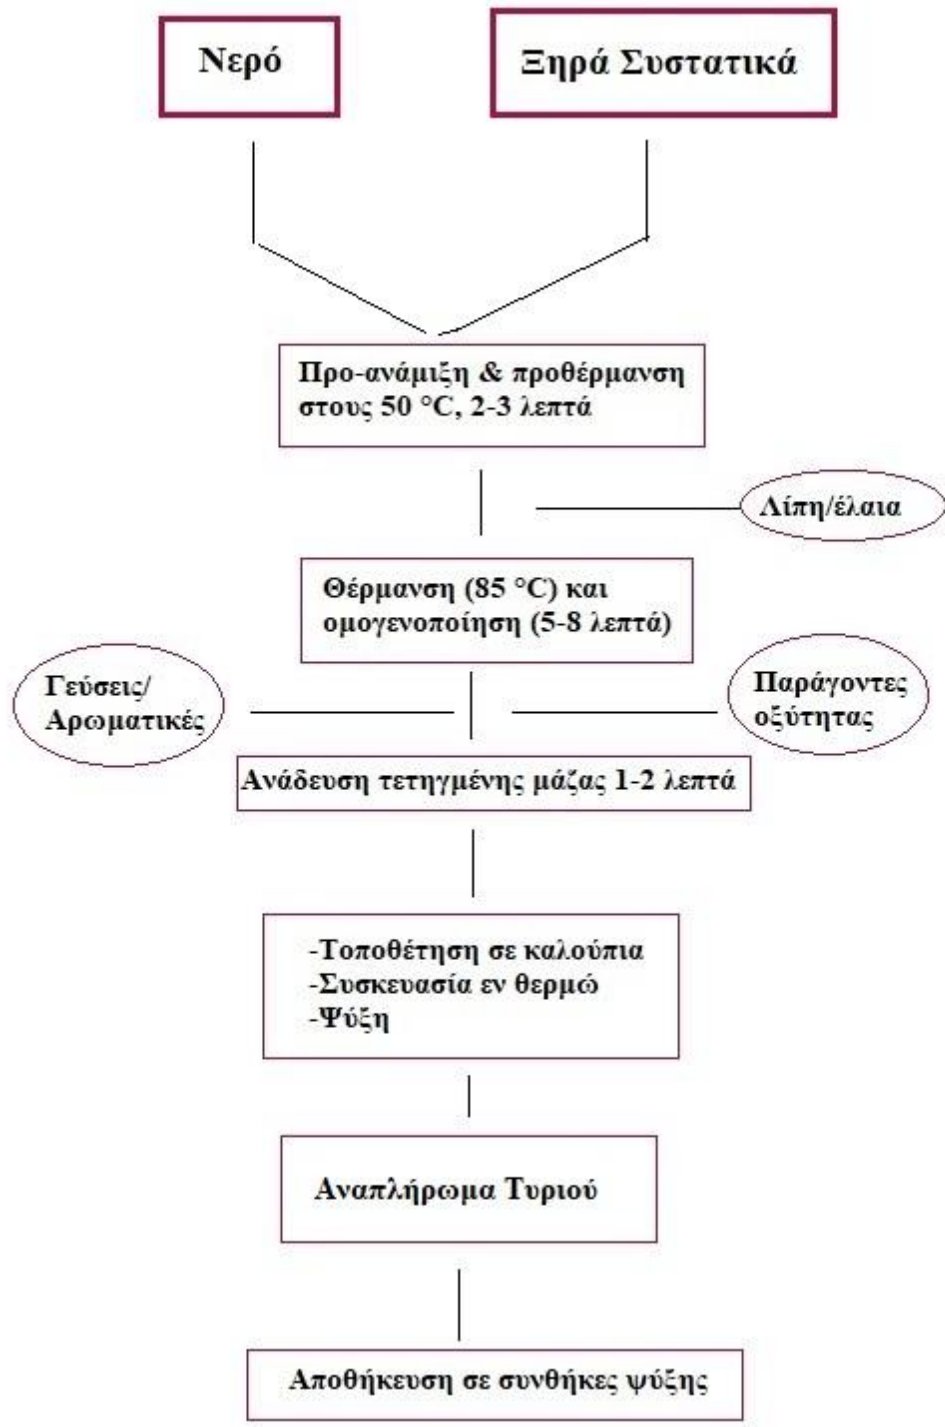 Νερό
Ξηρά Συστατικά
Προ-ανάμιξη & προθέρμανση
στους 50 °C, 2-3 λεπτά
Λίπη/έλαια
Θέρμανση (85 °C) και
ομογενοποίηση (5-8 λεπτά)
Γεύσεις/
Αρωματικές
Παράγοντες
οξύτητας
Ανάδευση τετηγμένης μάζας 1-2 λεπτά
-Τοποθέτηση σε καλούπια
-Συσκευασία εν θερμώ
-Ψύξη
Αναπλήρωμα Τυριού
Αποθήκευση σε συνθήκες ψύξης